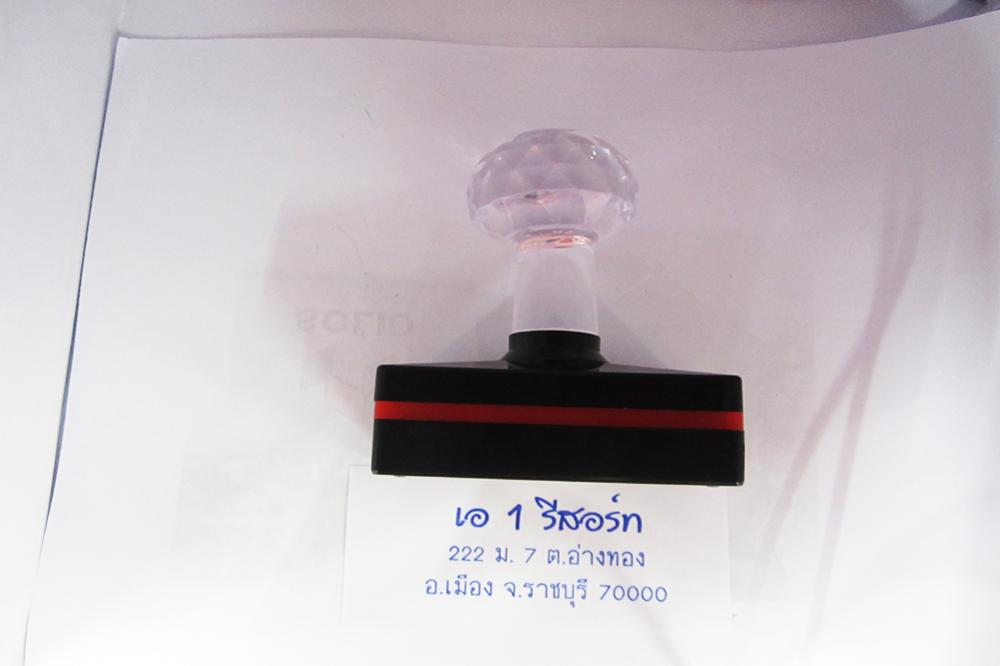 เอ 1 รีสอร์ท
222 ม. 7 ต.อ่างทอง
อ.เมือง จ.ราชบุรี 70000